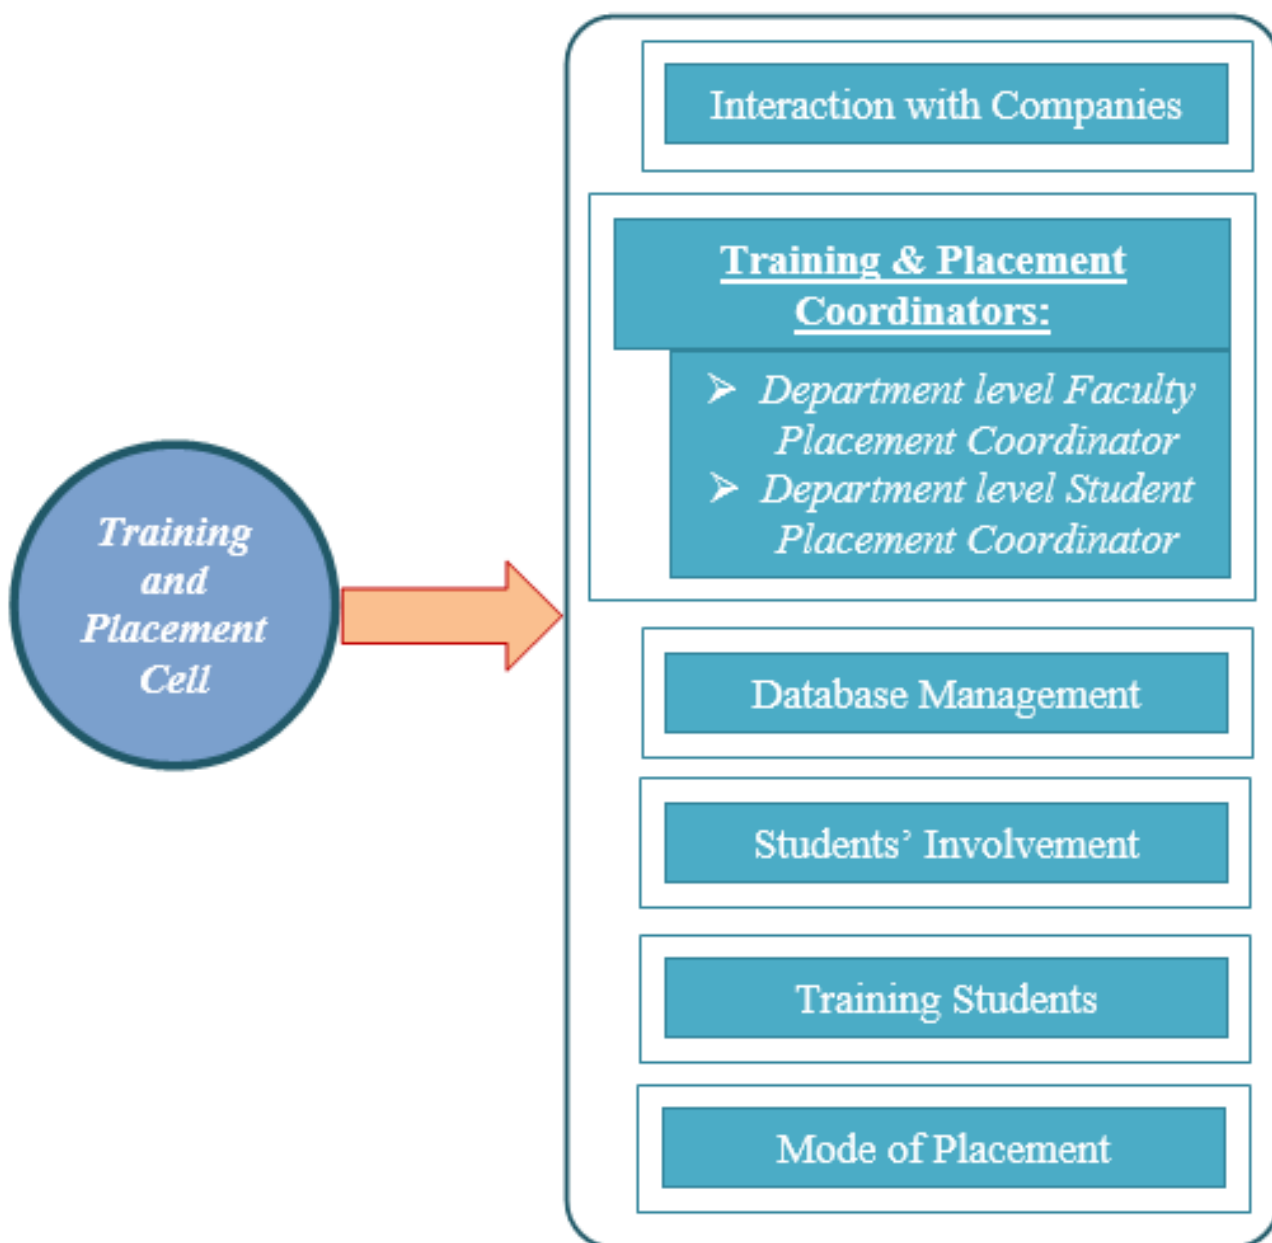 Interaction with Companies
Training & Placement
Coordinators:
➢ Department level Faculty
Placement Coordinator
➢ Department level Student
Placement Coordinator
Training
and
Placement
Cell
Database Management
Students’ Involvement
Training Students
Mode of Placement